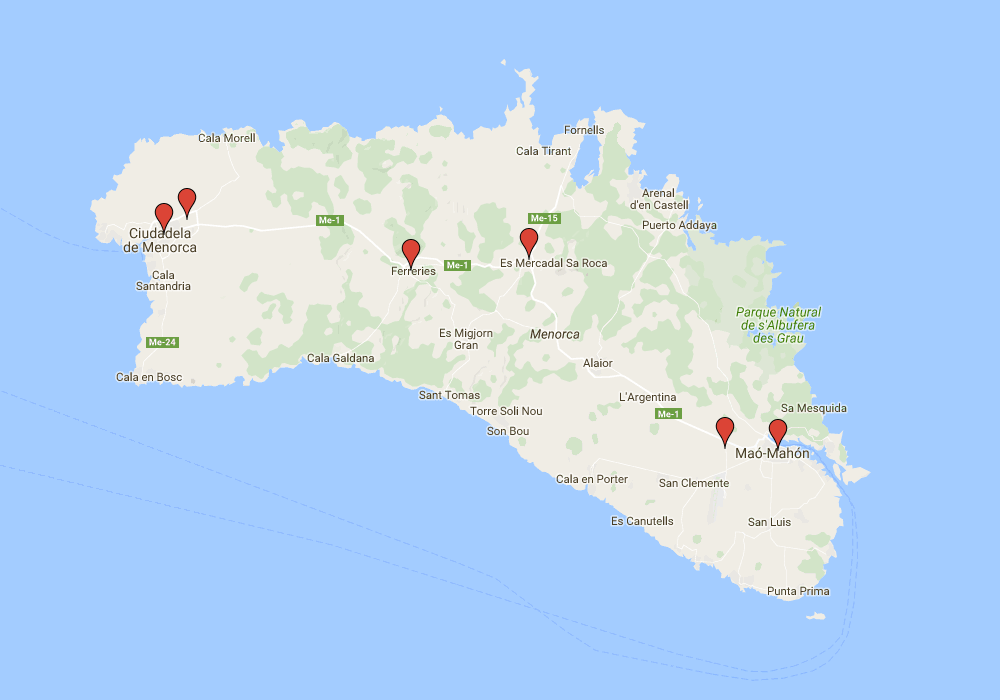 Fornells
Cala Morell
Cala Tirant
Arenal
d'en Castell
Me-1
Me-15
Puerto Addaya
Ciudadela
de Menorca
Me-1
Es Mercadal Sa Roca
Ferreries
Cala
Santandria
Parque Natural
de s'Albufera
des Grau
Es Migjorn
Gran
Menorca
Me-24
Cala Galdana
Alaior
Cala en Bosc
Sant Tomas
L'Argentina
Sa Mesquida
Torre Soli Nou
Me-1
Son Bou
Maó-Mahón
Cala en Porter
San Clemente
Es Canutells
San Luis
Punta Prima